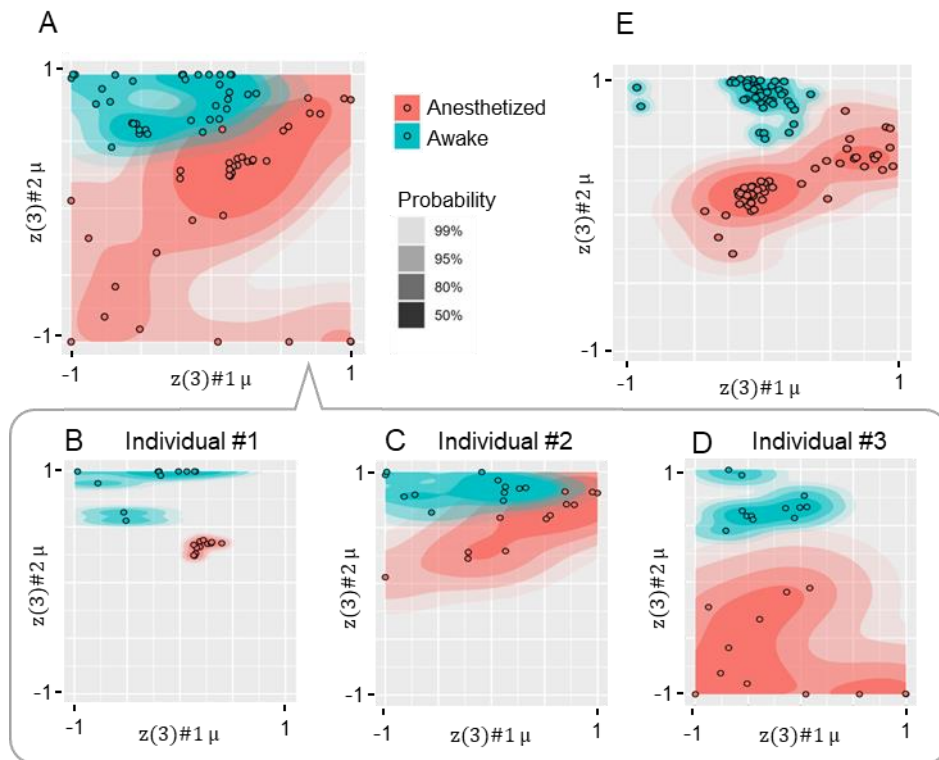 A
1
z(3)#2 μ
-1
-1
z(3)#1 μ
1
Anesthetized
Awake
Probability
99%
95%
80%
50%
E
1
z(3)#2 μ
-1
-1
z(3)#1 μ
1
B
Individual #1
1
z(3)#2 μ
-1
-1
z(3)#1 μ
1
C
Individual #2
1
z(3)#2 μ
-1
-1
z(3)#1 μ
1
D
Individual #3
1
z(3)#2 μ
-1
-1
z(3)#1 μ
1